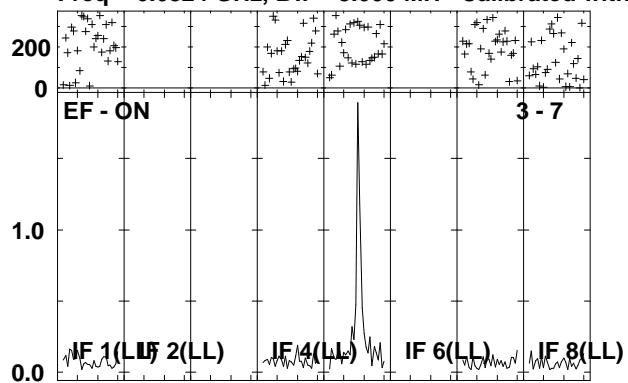 200
0
EF - ON
3 - 7
1.0
0.0
IF 1(LL)
IF 2(LL)
IF 4(LL)
IF 6(LL)
IF 8(LL)